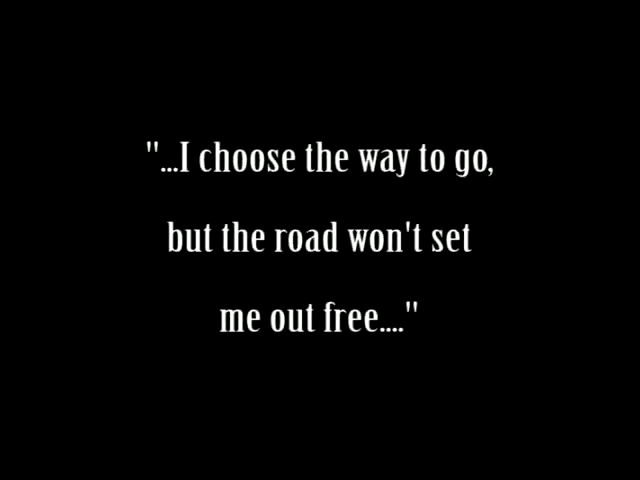 "...I choose the way to go,
but the road won't set
me out free...."